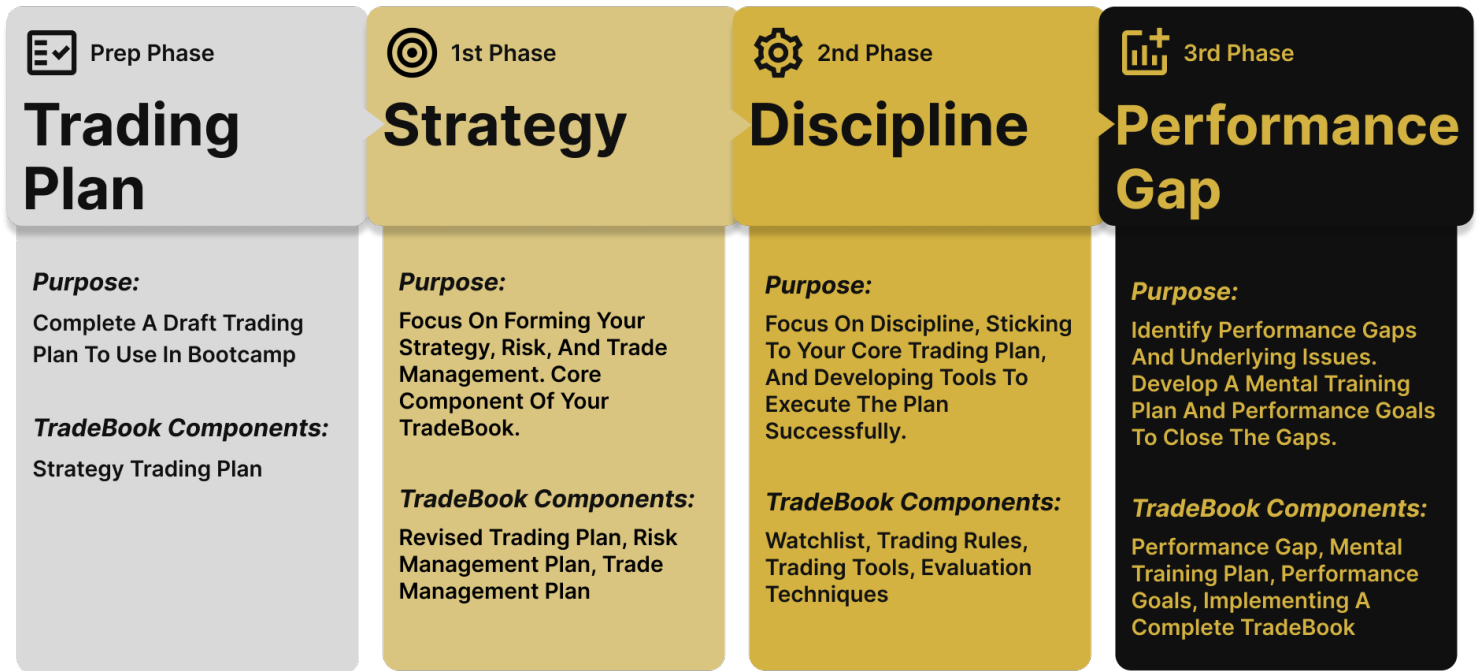 Prep Phase
Trading
Plan
Purpose:
Complete A Draft Trading
Plan To Use In Bootcamp
TradeBook Components:
Strategy Trading Plan
1st Phase
Strategy
Purpose:
Focus On Forming Your
Strategy, Risk, And Trade
Management. Core
Component Of Your
TradeBook.
TradeBook Components:
Revised Trading Plan, Risk
Management Plan, Trade
Management Plan
2nd Phase
Discipline
Purpose:
Focus On Discipline, Sticking
To Your Core Trading Plan,
And Developing Tools To
Execute The Plan
Successfully.
TradeBook Components:
Watchlist, Trading Rules,
Trading Tools, Evaluation
Techniques
3rd Phase
Performance
Gap
Purpose:
Identify Performance Gaps
And Underlying Issues.
Develop A Mental Training
Plan And Performance Goals
To Close The Gaps.
TradeBook Components:
Performance Gap, Mental
Training Plan, Performance
Goals, Implementing A
Complete TradeBook